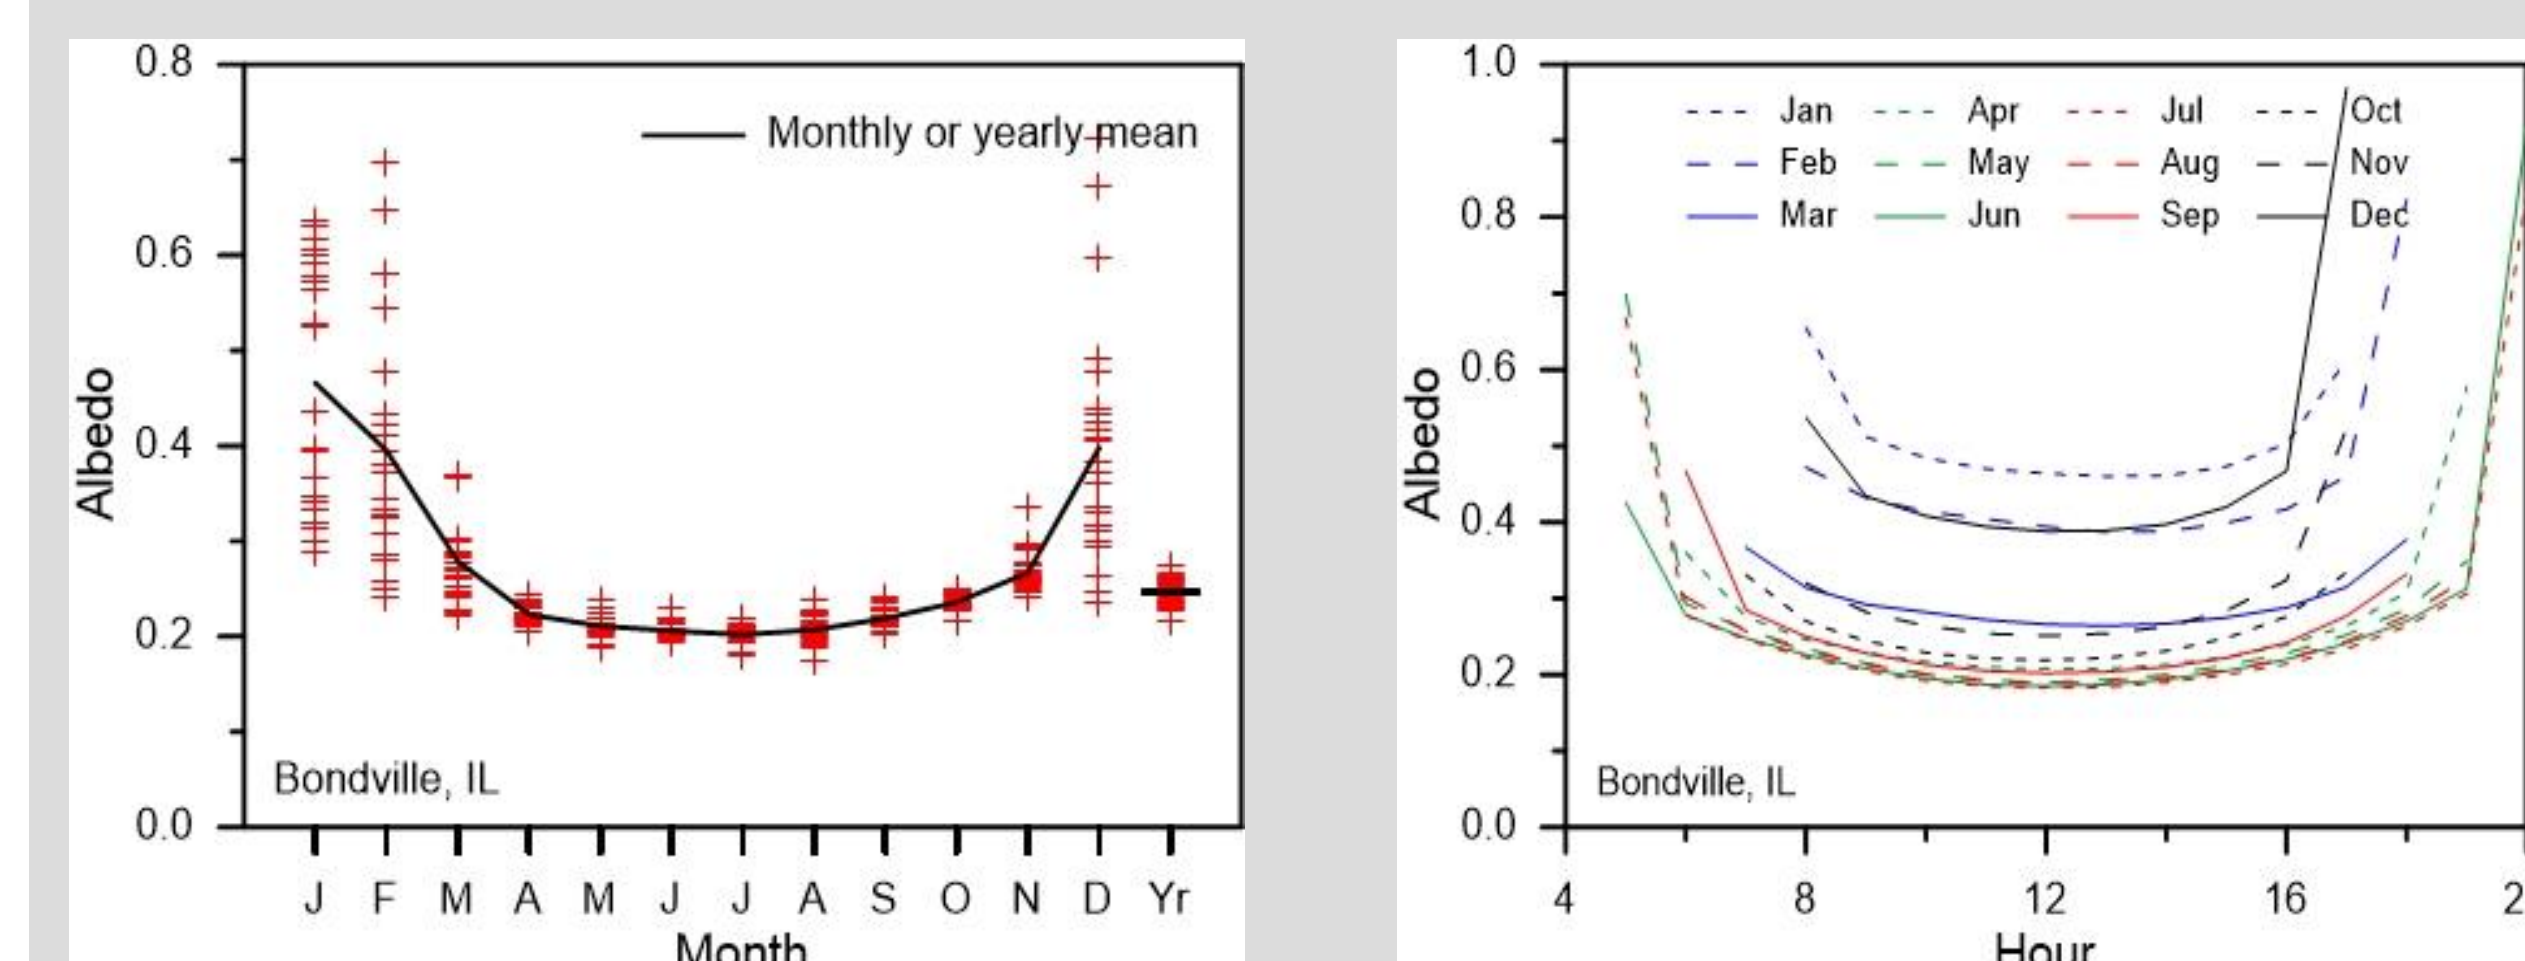 0.8
0.6
0.4
0.2
0.0
Albedo
Monthly or yearly mean
Bondville, IL
J F M A M J J A S O N D Yr
Month
1.0
0.8
0.6
0.4
0.2
0.0
Albedo
Jan Apr Jul Oct
Feb May Aug Nov
Mar Jun Sep Dec
Bondville, IL
4 8 12 16
Hour